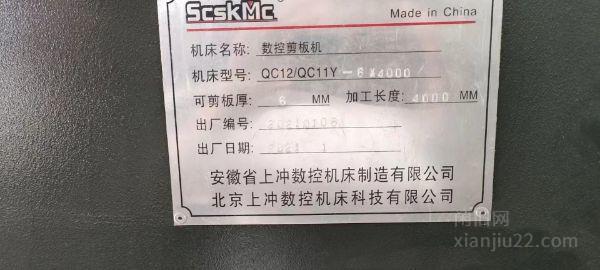 ScsKMc®
Made in China
机床名称: 数控剪板机
机床型号: QC12/QC11Y-6X4000
可剪板厚: 6 MM 加工长度: 4000 MM
出厂编号:
出厂日期:
安徽省上冲数控机床制造有限公司
北京上冲数控机床科技有限公司
闲旧网
xianjiu22.com